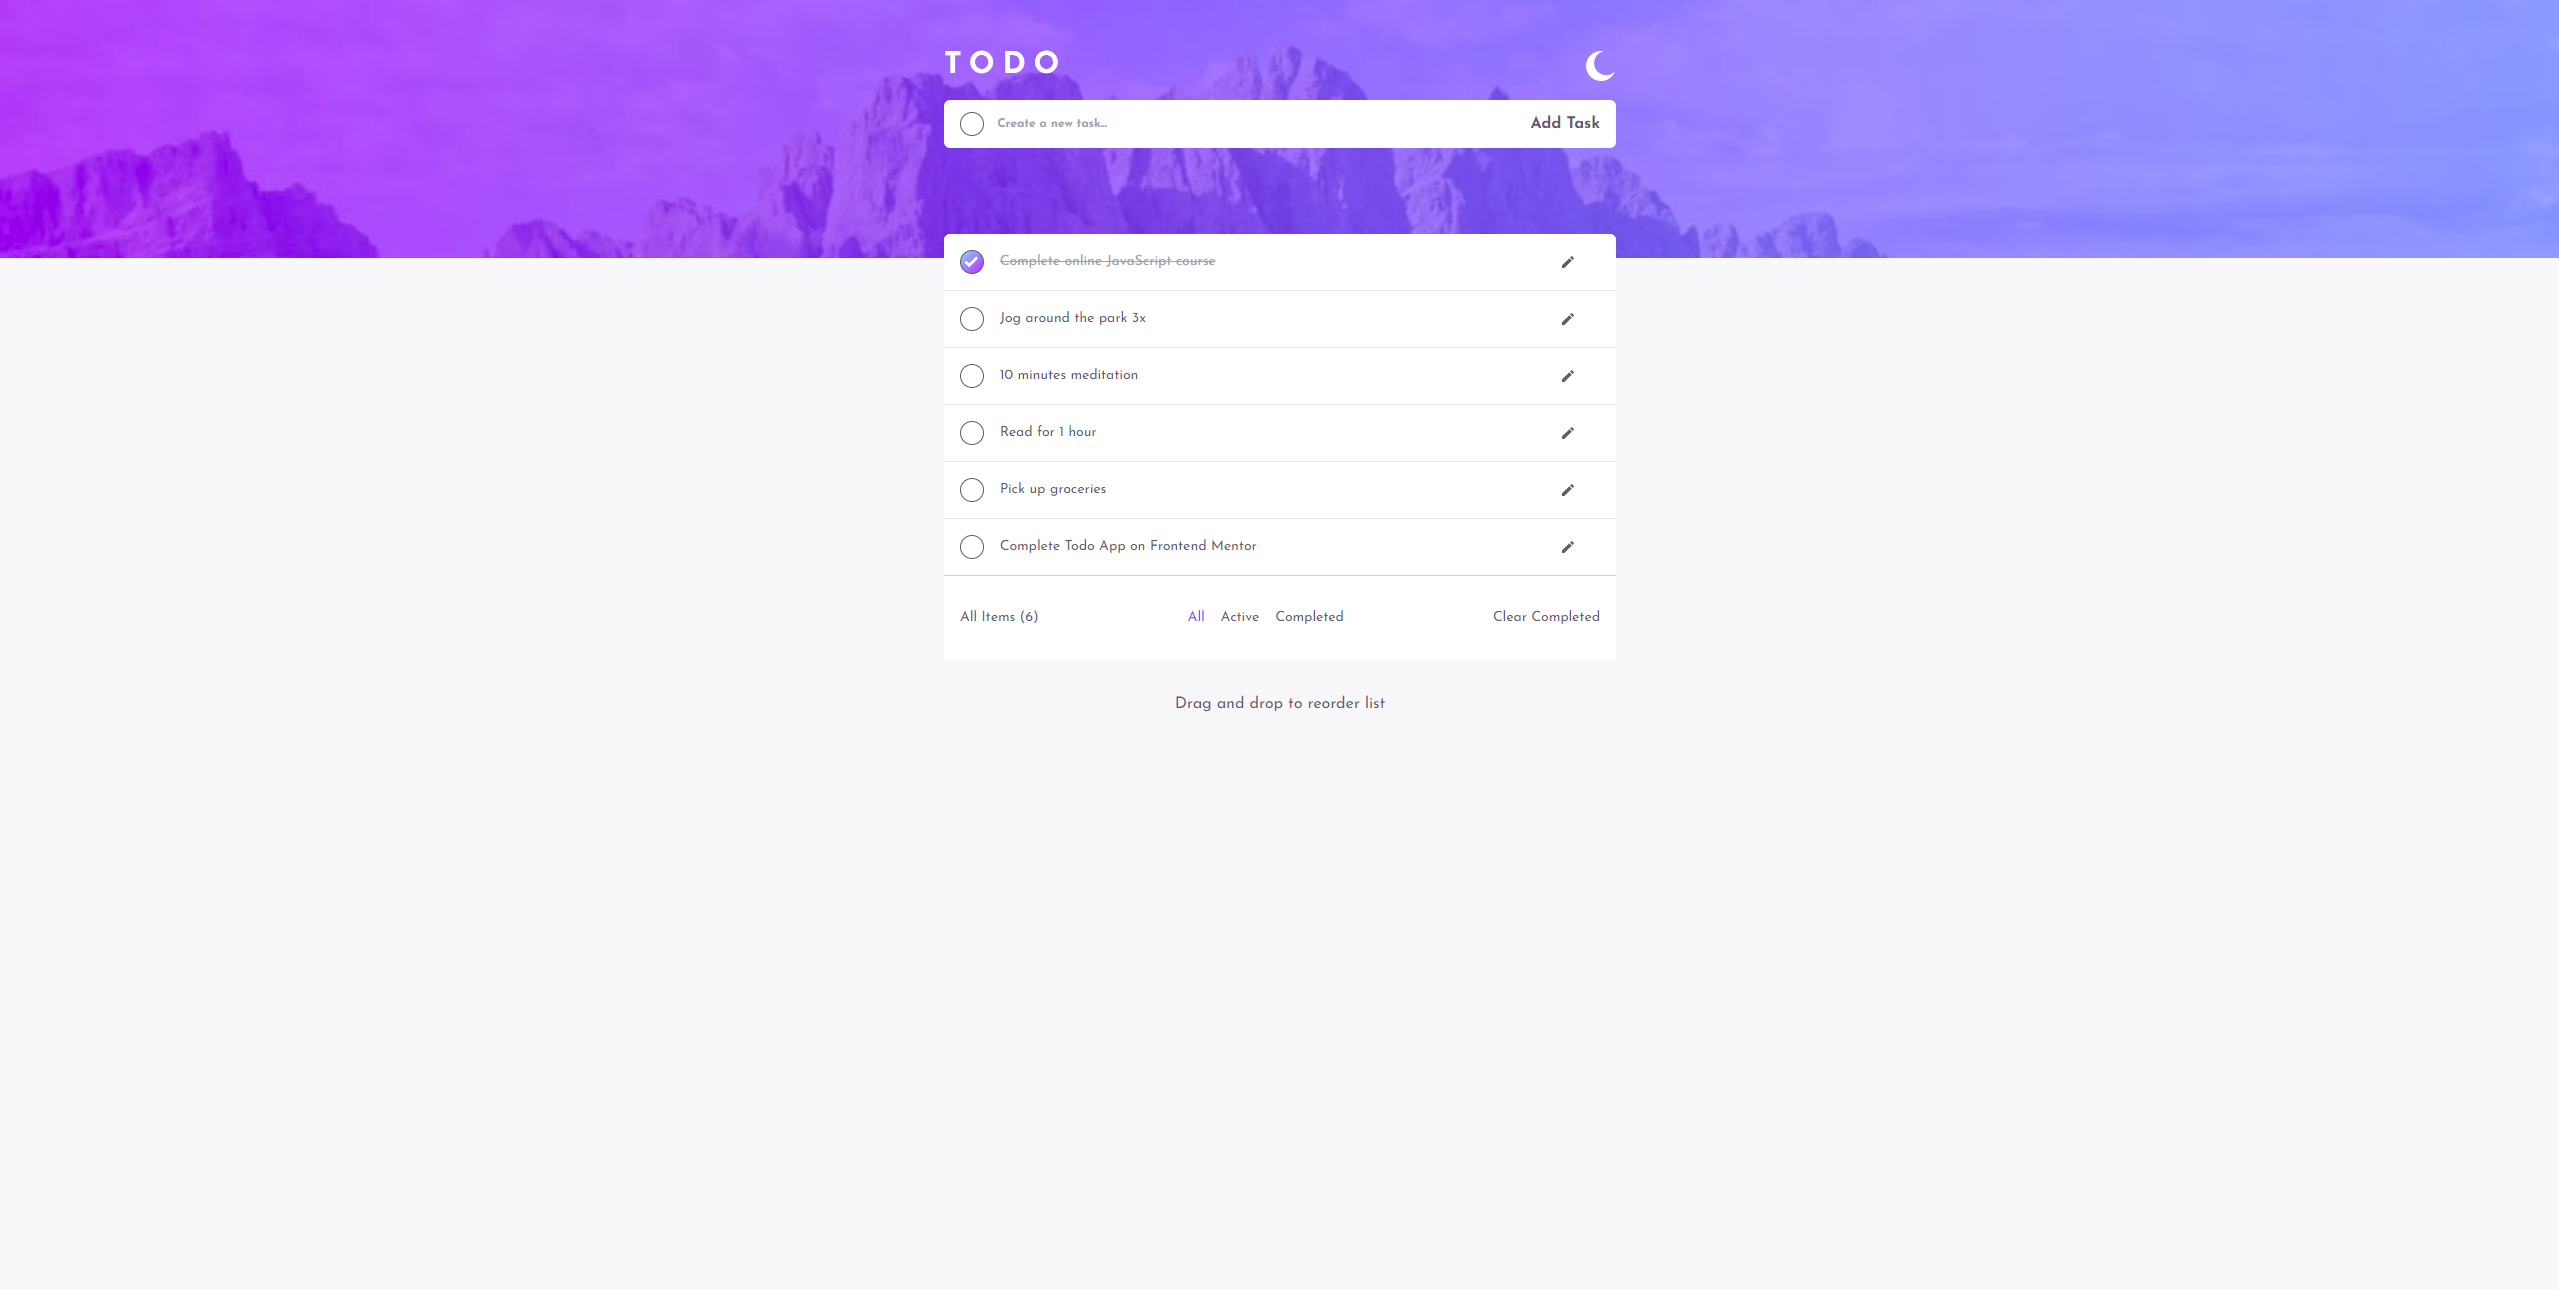 TODO
Create a new task... Add Task
Complete online JavaScript course
Jog around the park 3x
10 minutes meditation
Read for 1 hour
Pick up groceries
Complete Todo App on Frontend Mentor
All Items (6) All Active Completed Clear Completed
Drag and drop to reorder list